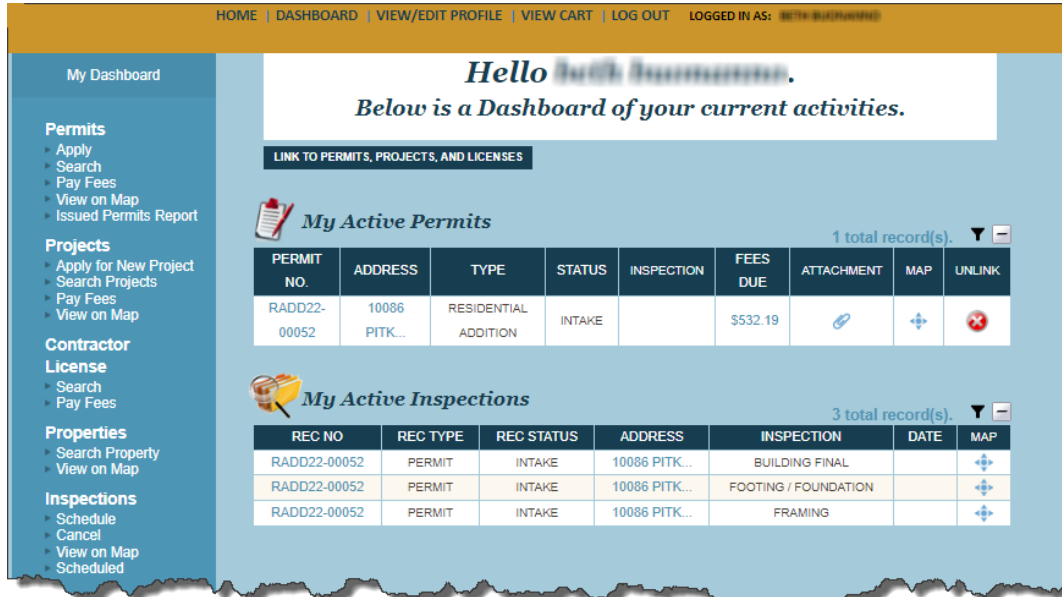 HOME | DASHBOARD | VIEW/EDIT PROFILE | VIEW CART | LOG OUT LOGGED IN AS:
My Dashboard
Permits
Apply
Search
Pay Fees
View on Map
Issued Permits Report
Projects
Apply for New Project
Search Projects
Pay Fees
View on Map
Contractor
License
Search
Pay Fees
Properties
Search Property
View on Map
Inspections
Schedule
Cancel
View on Map
Scheduled
Hello .
Below is a Dashboard of your current activities.
LINK TO PERMITS, PROJECTS, AND LICENSES
My Active Permits
1 total record(s).
PERMIT NO. ADDRESS TYPE STATUS INSPECTION FEES DUE ATTACHMENT MAP UNLINK
RADD22-00052 10086 PITK... RESIDENTIAL ADDITION INTAKE $532.19
My Active Inspections
3 total record(s).
REC NO REC TYPE REC STATUS ADDRESS INSPECTION DATE MAP
RADD22-00052 PERMIT INTAKE 10086 PITK... BUILDING FINAL
RADD22-00052 PERMIT INTAKE 10086 PITK... FOOTING / FOUNDATION
RADD22-00052 PERMIT INTAKE 10086 PITK... FRAMING